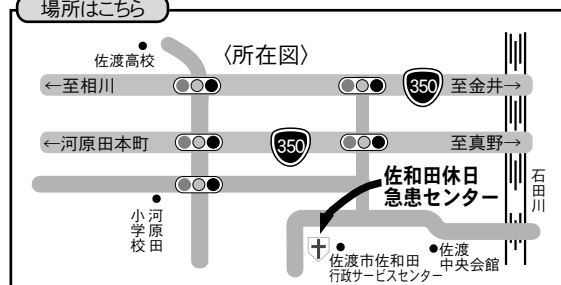 場所はこちら
〈所在図〉
佐渡高校
←至相川
350
至金井→
←河原田本町
350
至真野→
佐和田休日
急患センター
石田川
河原田
小学校
佐渡市佐和田
行政サービスセンター
佐渡
中央会館